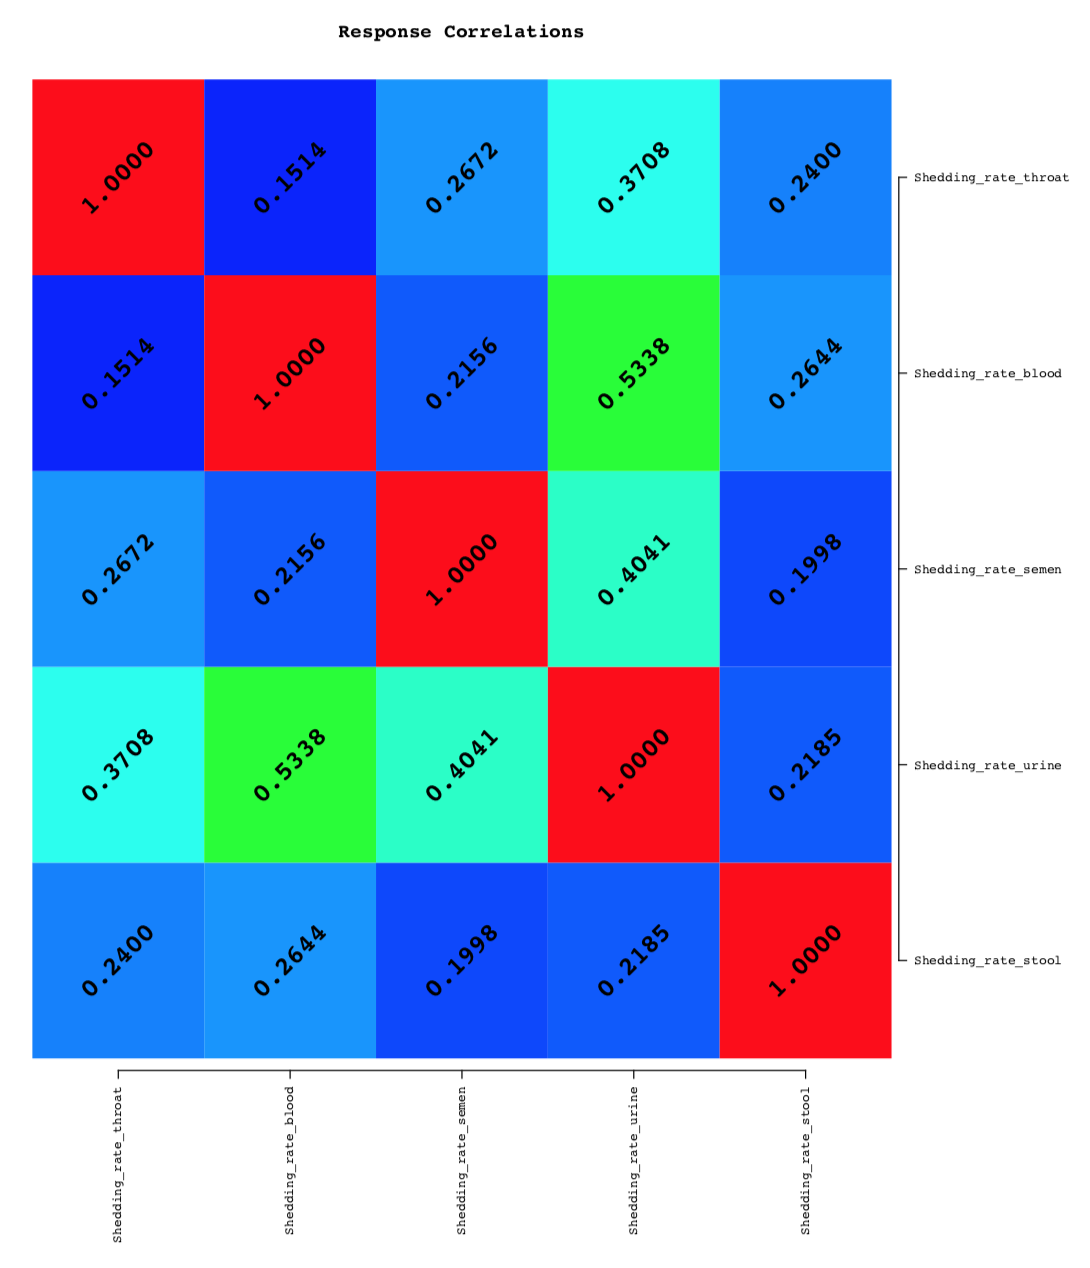 Response Correlations
1.0000 0.1514 0.2672 0.3708 0.2400 Shedding_rate_throat
0.1514 1.0000 0.2156 0.5338 0.2644 Shedding_rate_blood
0.2672 0.2156 1.0000 0.4041 0.1998 Shedding_rate_semen
0.3708 0.5338 0.4041 1.0000 0.2185 Shedding_rate_urine
0.2400 0.2644 0.1998 0.2185 1.0000 Shedding_rate_stool
Shedding_rate_throat
Shedding_rate_blood
Shedding_rate_semen
Shedding_rate_urine
Shedding_rate_stool